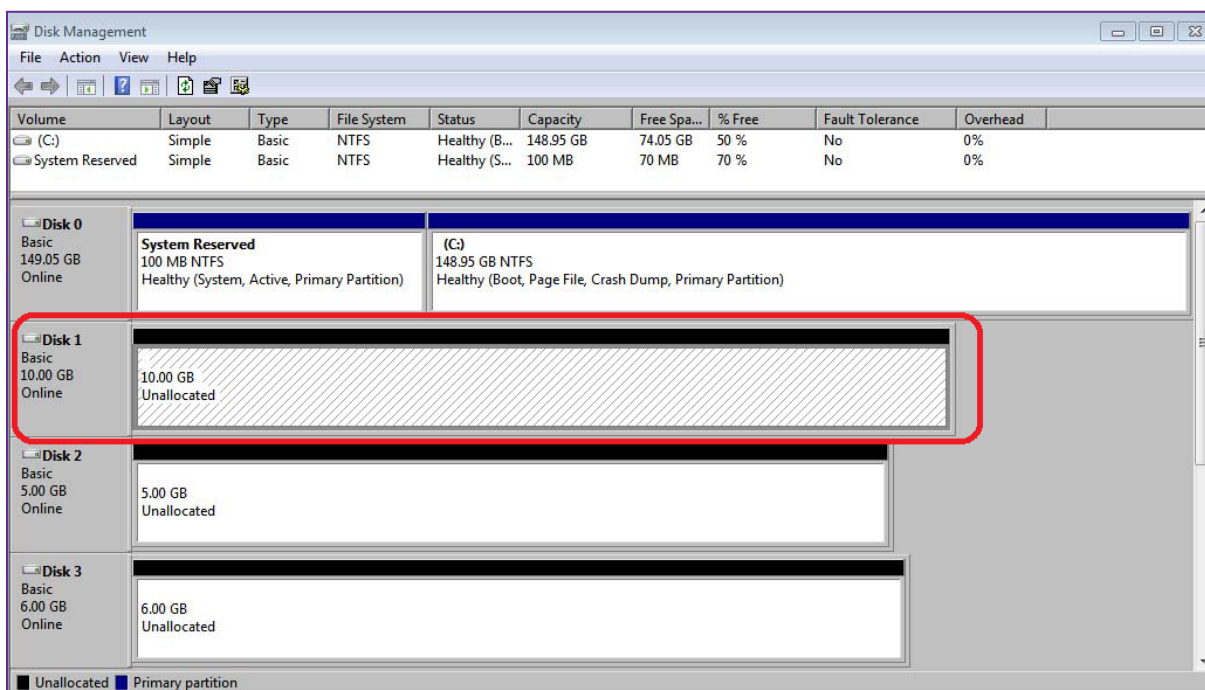 Disk Management
File Action View Help
Volume Layout Type File System Status Capacity Free Spa... % Free Fault Tolerance Overhead
(C:) Simple Basic NTFS Healthy (B... 148.95 GB 74.05 GB 50 % No 0%
System Reserved Simple Basic NTFS Healthy (S... 100 MB 70 MB 70 % No 0%
Disk 0
Basic
149.05 GB
Online
System Reserved
100 MB NTFS
Healthy (System, Active, Primary Partition)
(C:)
148.95 GB NTFS
Healthy (Boot, Page File, Crash Dump, Primary Partition)
Disk 1
Basic
10.00 GB
Online
10.00 GB
Unallocated
Disk 2
Basic
5.00 GB
Online
5.00 GB
Unallocated
Disk 3
Basic
6.00 GB
Online
6.00 GB
Unallocated
Unallocated Primary partition